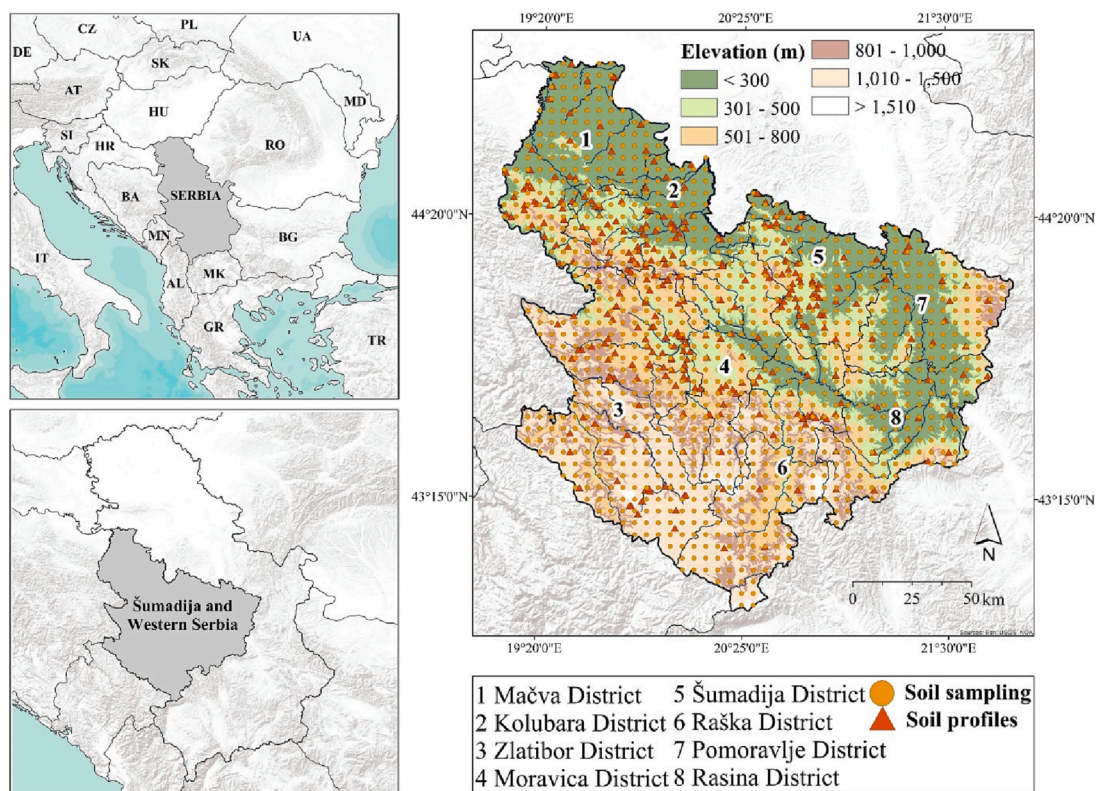 CZ
PL
UA
DE
SK
AT
MD
HU
SI
RO
HR
BA
SERBIA
MN
BG
IT
MK
AL
GR
TR
Šumadija and
Western Serbia
19°20'0"E 20°25'0"E 21°30'0"E
Elevation (m)
< 300
301 - 500
501 - 800
801 - 1,000
1,010 - 1,500
> 1,510
1
2
44°20'0"N 44°20'0"N
5
7
4
3
8
6
43°15'0"N 43°15'0"N
N
0 25 50 km
19°20'0"E 20°25'0"E 21°30'0"E
1 Mačva District
2 Kolubara District
3 Zlatibor District
4 Moravica District
5 Šumadija District
6 Raška District
7 Pomoravlje District
8 Rasina District
Soil sampling
Soil profiles